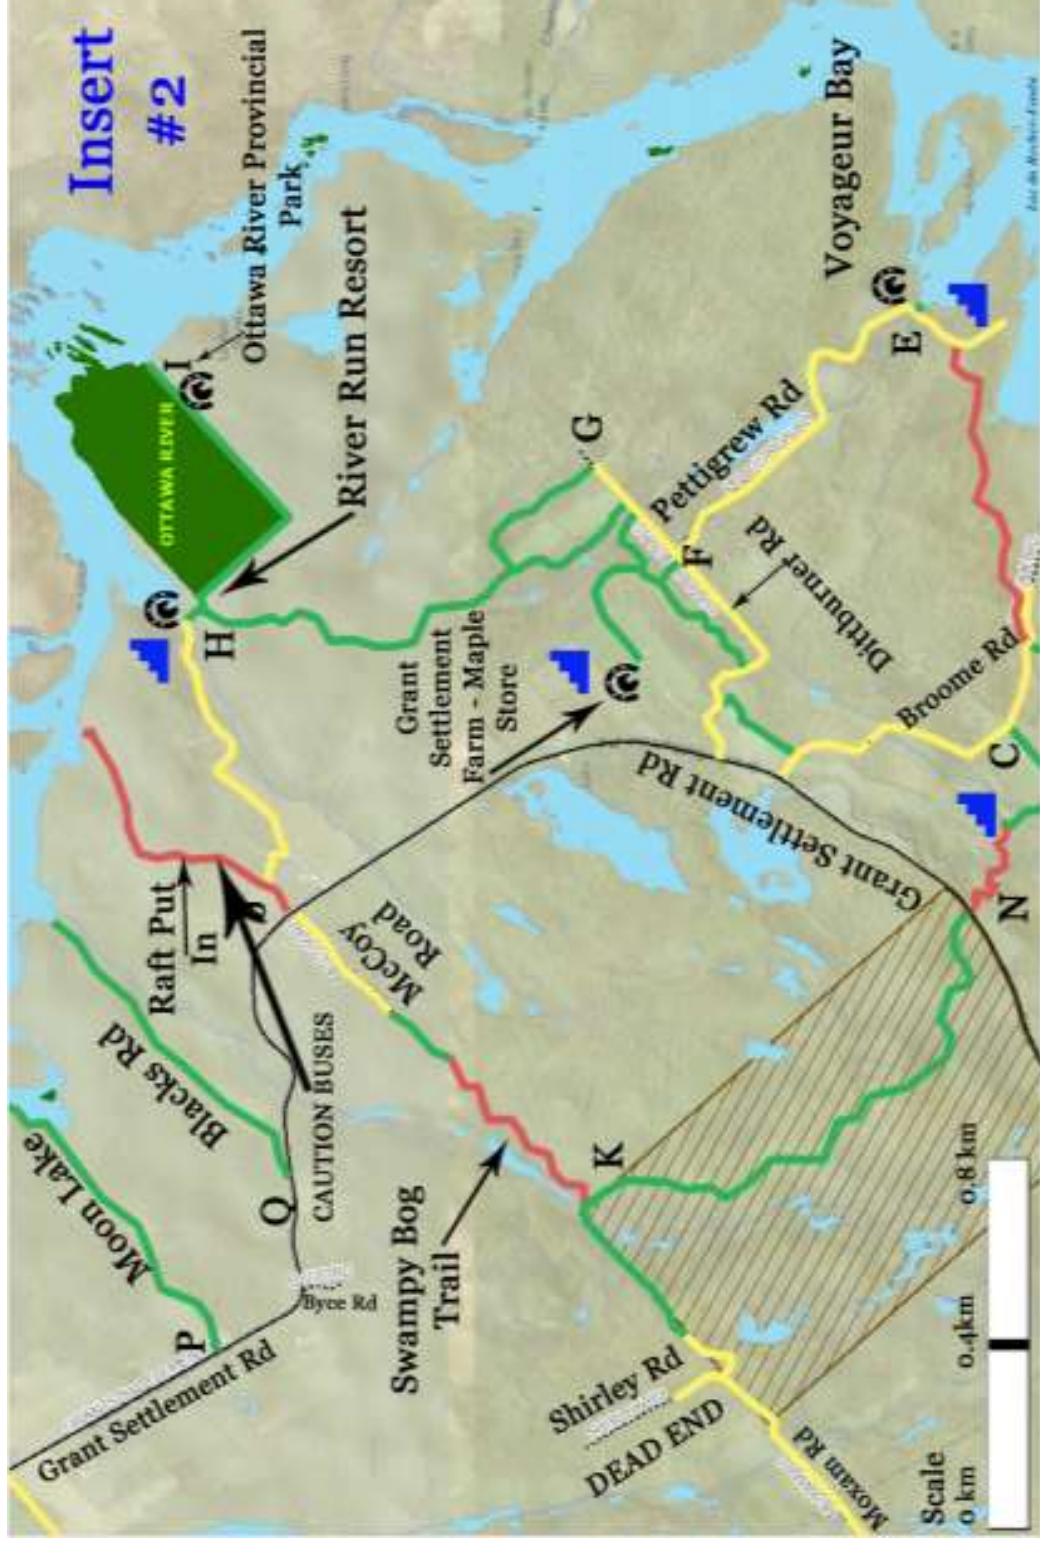 Insert
#2
Ottawa River Provincial
Park
I
OTTAWA RIVER
River Run Resort
H
Voyageur Bay
E
G
Pettigrew Rd
F
Dittburner Rd
Grant
Settlement
Farm - Maple
Store
Broome Rd
C
Grant Settlement Rd
N
Raft Put
In
McCoy
Road
Blacks Rd
CAUTION BUSES
Q
Moon Lake
P
Byce Rd
Grant Settlement Rd
Swampy Bog
Trail
K
Shirley Rd
DEAD END
Moxam Rd
Scale
0 km
0.4km
0.8 km